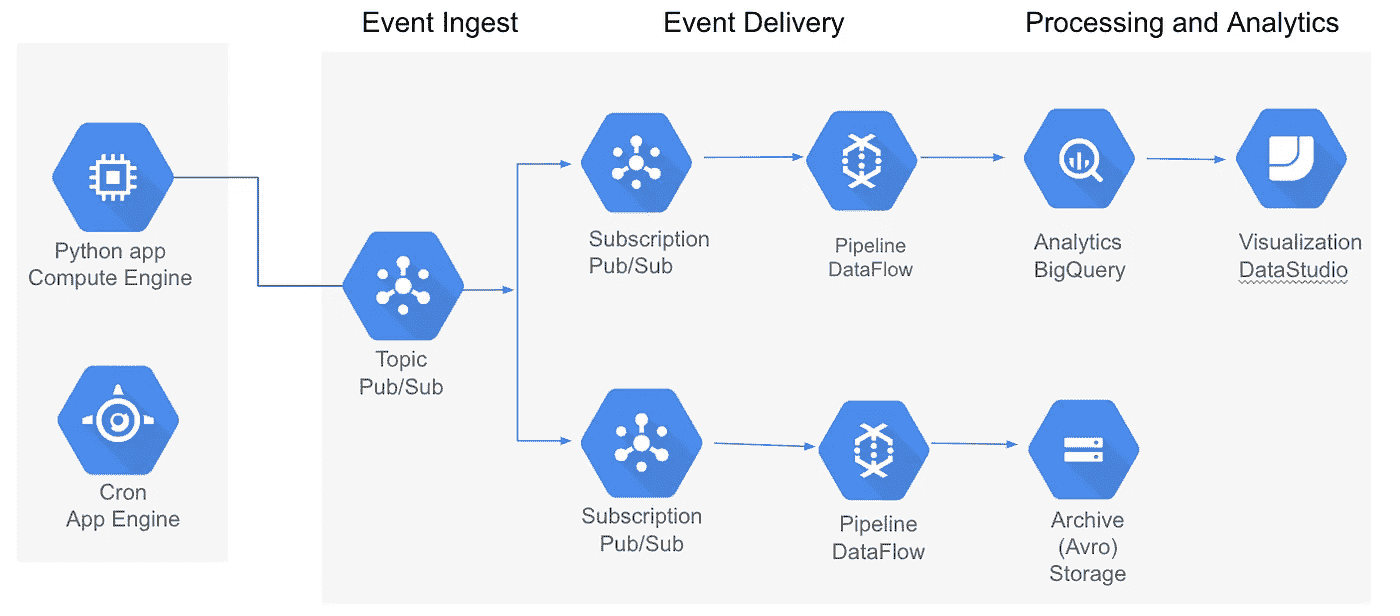 Event Ingest
Event Delivery
Processing and Analytics
Python app
Compute Engine
Cron
App Engine
Topic
Pub/Sub
Subscription
Pub/Sub
Pipeline
DataFlow
Analytics
BigQuery
Visualization
DataStudio
Subscription
Pub/Sub
Pipeline
DataFlow
Archive
(Avro)
Storage